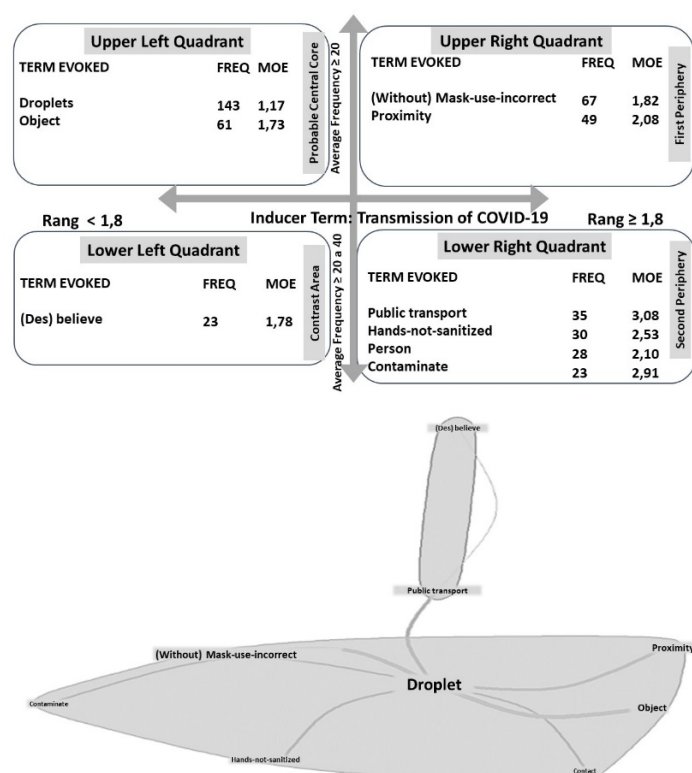 Upper Left Quadrant
TERM EVOKED FREQ MOE
Droplets 143 1,17
Object 61 1,73
Probable Central Core
Average Frequency ≥ 20
Upper Right Quadrant
TERM EVOKED FREQ MOE
(Without) Mask-use-incorrect 67 1,82
Proximity 49 2,08
First Periphery
Rang < 1,8
Inducer Term: Transmission of COVID-19
Rang ≥ 1,8
Lower Left Quadrant
TERM EVOKED FREQ MOE
(Des) believe 23 1,78
Contrast Area
Average Frequency ≥ 20 a 40
Lower Right Quadrant
TERM EVOKED FREQ MOE
Public transport 35 3,08
Hands-not-sanitized 30 2,53
Person 28 2,10
Contaminate 23 2,91
Second Periphery
(Des) believe
Public transport
(Without) Mask-use-incorrect
Proximity
Droplet
Contaminate
Object
Hands-not-sanitized
Contact